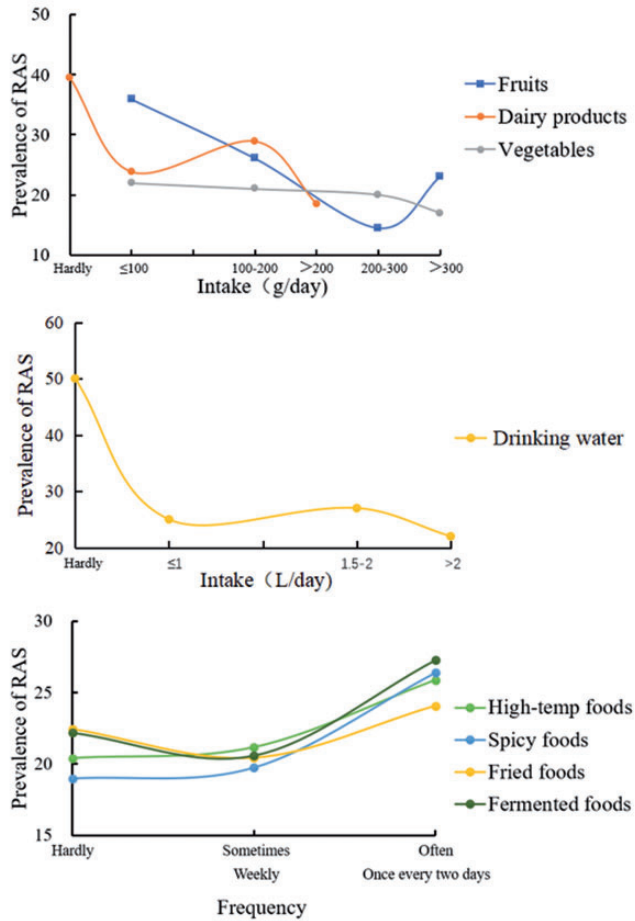 50
40
30
20
10
Prevalence of RAS
Hardly
≤100
100-200
>200
200-300
>300
Intake（g/day）
Fruits
Dairy products
Vegetables
60
50
40
30
20
Prevalence of RAS
Hardly
≤1
1.5-2
>2
Intake（L/day）
Drinking water
30
25
20
15
Prevalence of RAS
Hardly
Sometimes
Often
Weekly
Once every two days
Frequency
High-temp foods
Spicy foods
Fried foods
Fermented foods